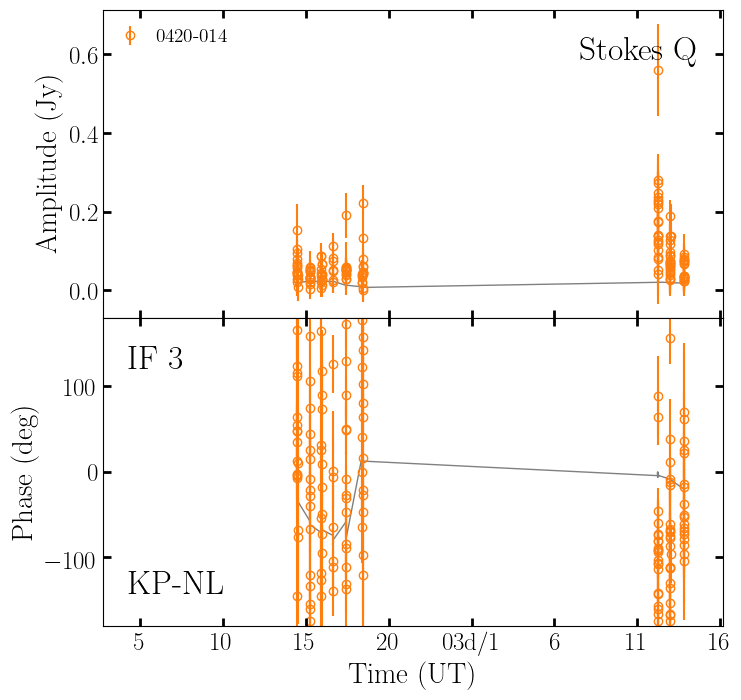 0420-014
Stokes Q
Amplitude (Jy)
0.6
0.4
0.2
0.0
IF 3
Phase (deg)
100
0
−100
KP-NL
5 10 15 20 03d/1 6 11 16
Time (UT)